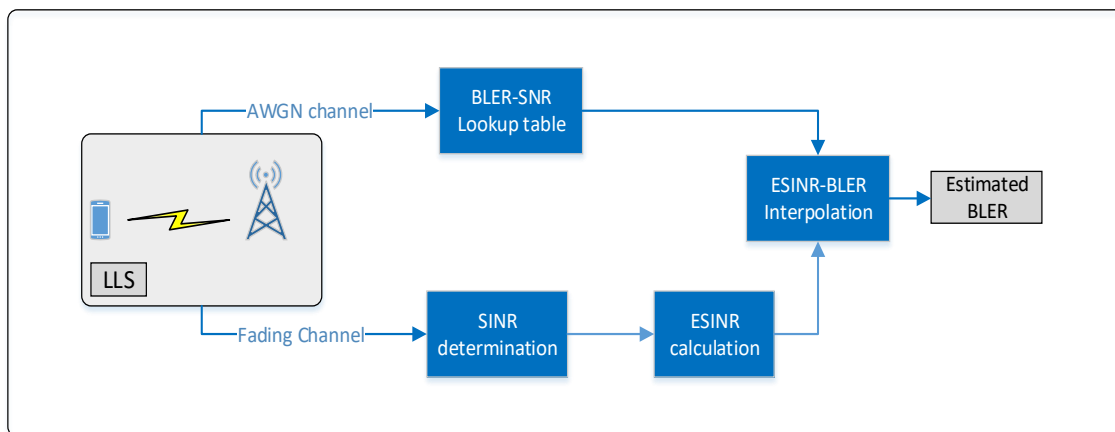 AWGN channel
BLER-SNR
Lookup table
LLS
ESINR-BLER
Interpolation
Estimated
BLER
Fading Channel
SINR
determination
ESINR
calculation